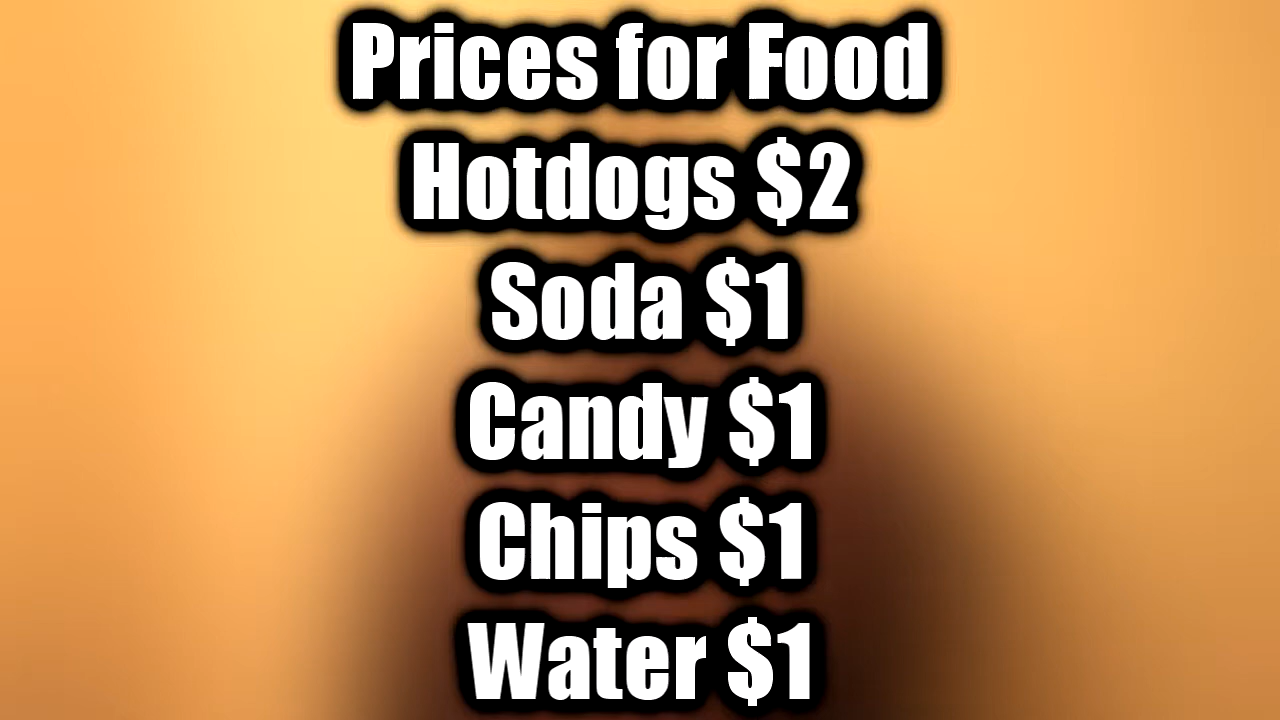 Prices for Food
Hotdogs $2
Soda $1
Candy $1
Chips $1
Water $1